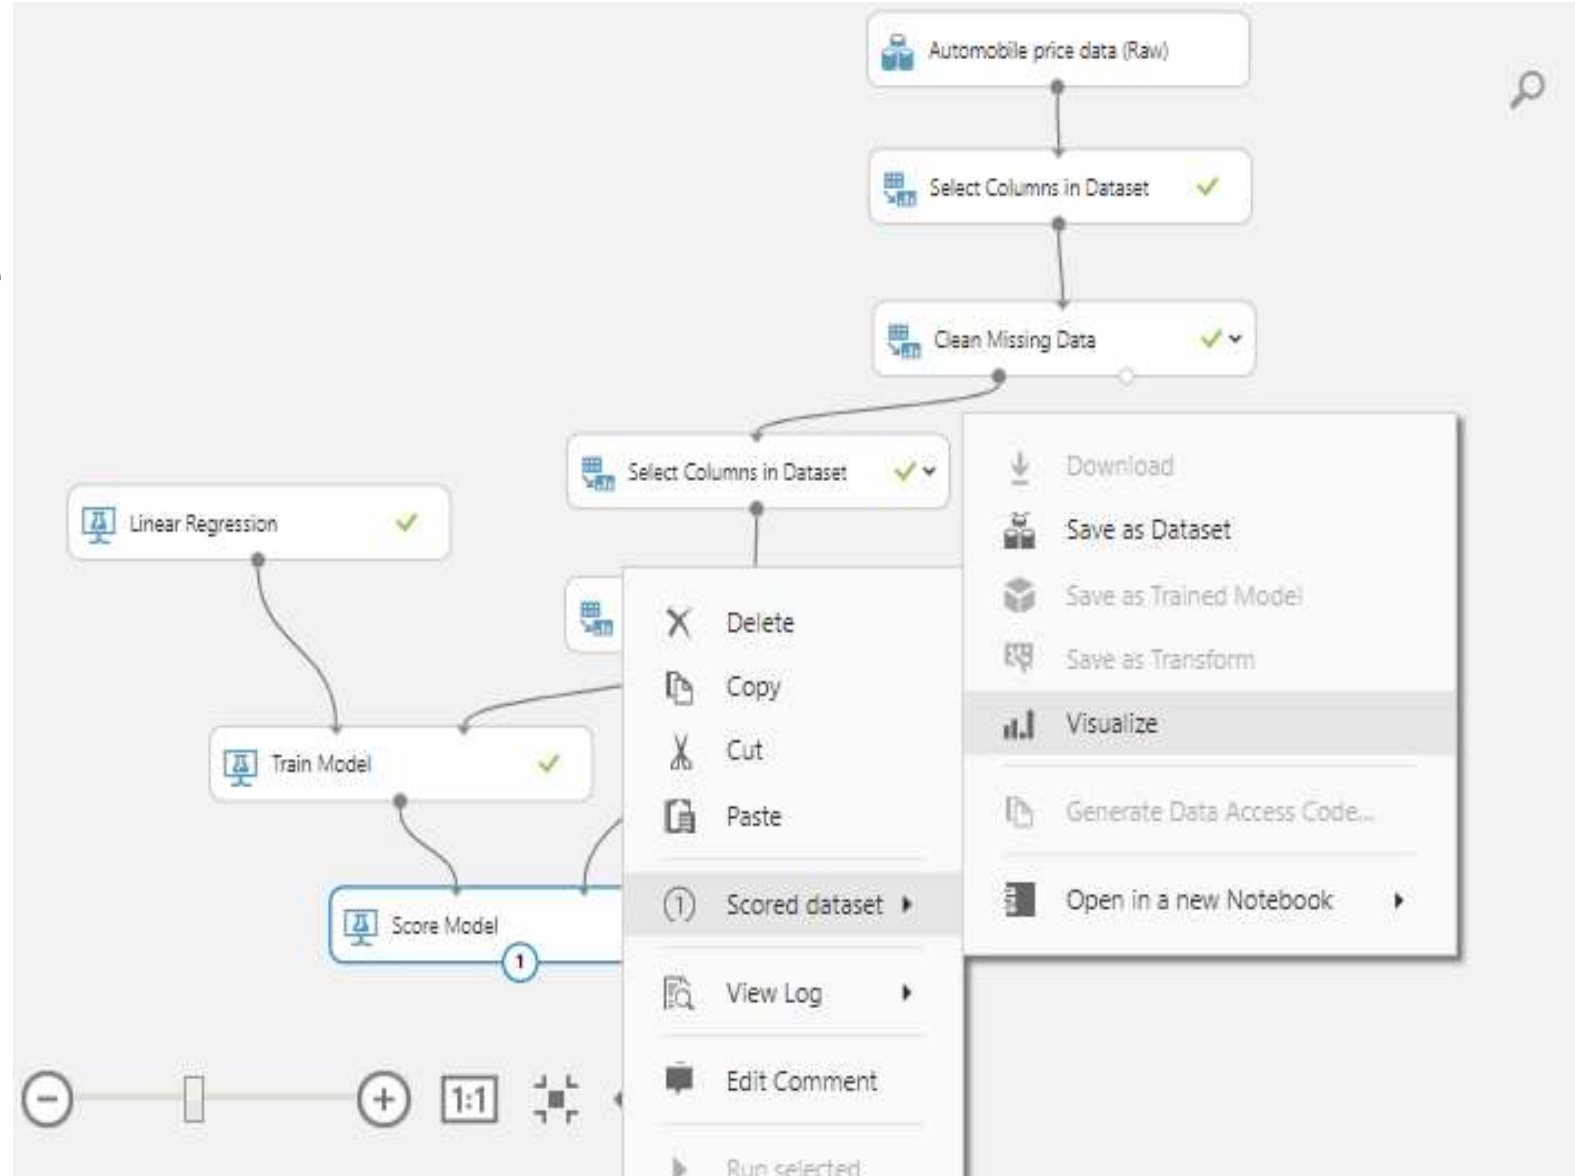 Automobile price data (Raw)
Select Columns in Dataset
Clean Missing Data
Select Columns in Dataset
Linear Regression
Train Model
Score Model
1
Delete
Copy
Cut
Paste
1 Scored dataset
View Log
Edit Comment
Run selected
Download
Save as Dataset
Save as Trained Model
Save as Transform
Visualize
Generate Data Access Code...
Open in a new Notebook
1:1